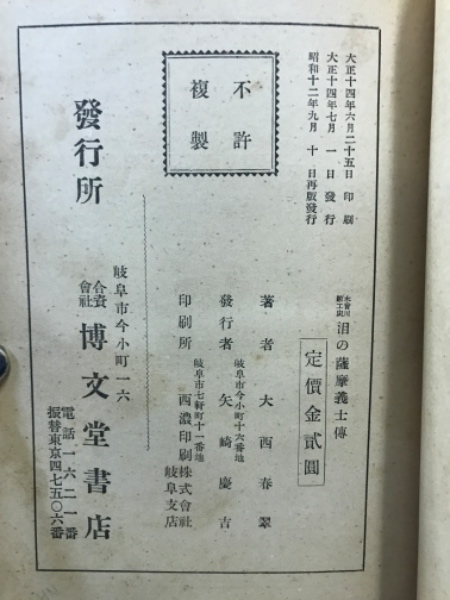 大正十四年六月二十五日 印刷
大正十四年七月 一 日 發行
昭和十二年九月 十 日再版發行
不許
複製
木曾川
治工史 泪の薩摩義士傳
定價金貳圓
著者 大西春翠
岐阜市今小町十六番地
發行者 矢崎慶吉
岐阜市七軒町十一番地
印刷所 西濃印刷株式會社
岐阜支店
發行所
岐阜市今小町一六
合資
會社 博文堂書店
電話一六二一番
振替東京四七五〇六番